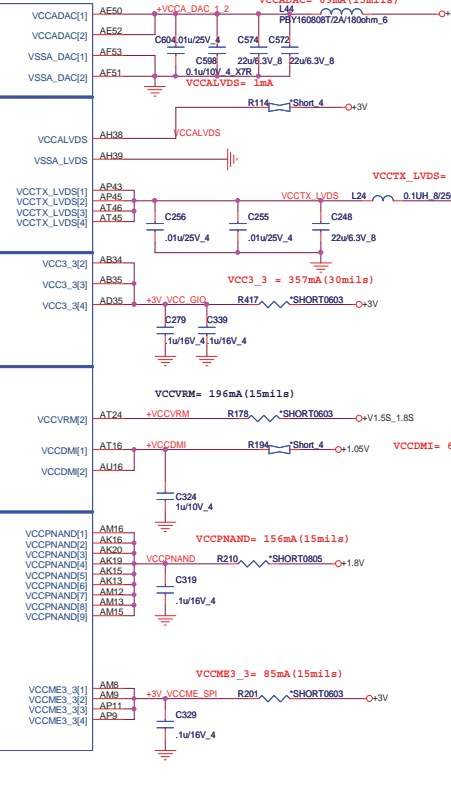 VCCADAC= 69mA(15mils)
VCCADAC[1] AE50 +VCCA_DAC_1_2 L44
PBY160808T/2A/180ohm_6
VCCADAC[2] AE52
C604 .01u/25V_4 C574 C572
VSSA_DAC[1] AF53
C598 22u/6.3V_8 22u/6.3V_8
0.1u/10V_4_X7R
VSSA_DAC[2] AF51
VCCALVDS= 1mA
R114 *Short_4 +3V
VCCALVDS AH38 VCCALVDS
VSSA_LVDS AH39
VCCTX_LVDS=
VCCTX_LVDS[1] AP43
VCCTX_LVDS[2] AP45 VCCTX_LVDS L24 0.1UH_8/25
VCCTX_LVDS[3] AT46
VCCTX_LVDS[4] AT45
C256 C255 C248
.01u/25V_4 .01u/25V_4 22u/6.3V_8
VCC3_3[2] AB34
VCC3_3[3] AB35
VCC3_3 = 357mA(30mils)
VCC3_3[4] AD35 +3V_VCC_GIO R417 *SHORT0603 +3V
C279 C339
.1u/16V_4 .1u/16V_4
VCCVRM= 196mA(15mils)
VCCVRM[2] AT24 +VCCVRM R178 *SHORT0603 +V1.5S_1.8S
VCCDMI[1] AT16 +VCCDMI R194 *Short_4 +1.05V VCCDMI= 6
VCCDMI[2] AU16
C324
1u/10V_4
VCCPNAND[1] AM16
VCCPNAND[2] AK16 VCCPNAND= 156mA(15mils)
VCCPNAND[3] AK20
VCCPNAND[4] AK19 VCCPNAND R210 *SHORT0805 +1.8V
VCCPNAND[5] AK15
VCCPNAND[6] AK13
VCCPNAND[7] AM12
VCCPNAND[8] AM13
VCCPNAND[9] AM15
C319
.1u/16V_4
VCCME3_3= 85mA(15mils)
VCCME3_3[1] AM8
VCCME3_3[2] AM9 +3V_VCCME_SPI R201 *SHORT0603 +3V
VCCME3_3[3] AP11
VCCME3_3[4] AP9
C329
.1u/16V_4